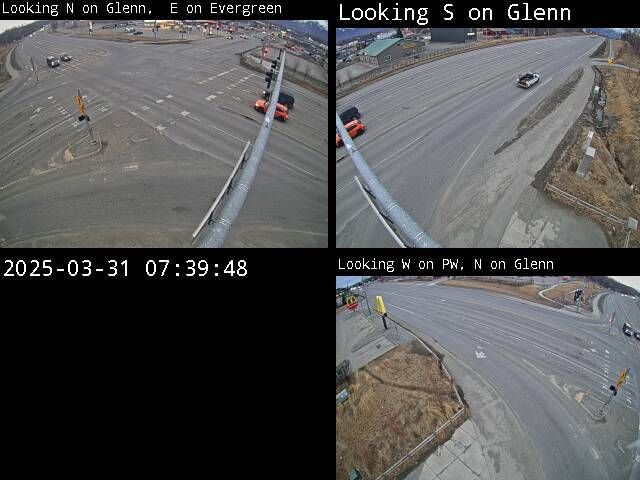 Looking N on Glenn,  E on Evergreen
Looking S on Glenn
2025-03-31 07:39:48
Looking W on PW, N on Glenn